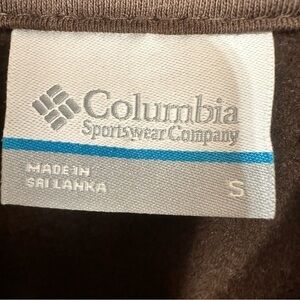 Columbia
Sportswear Company
MADE IN
SRI LANKA
S